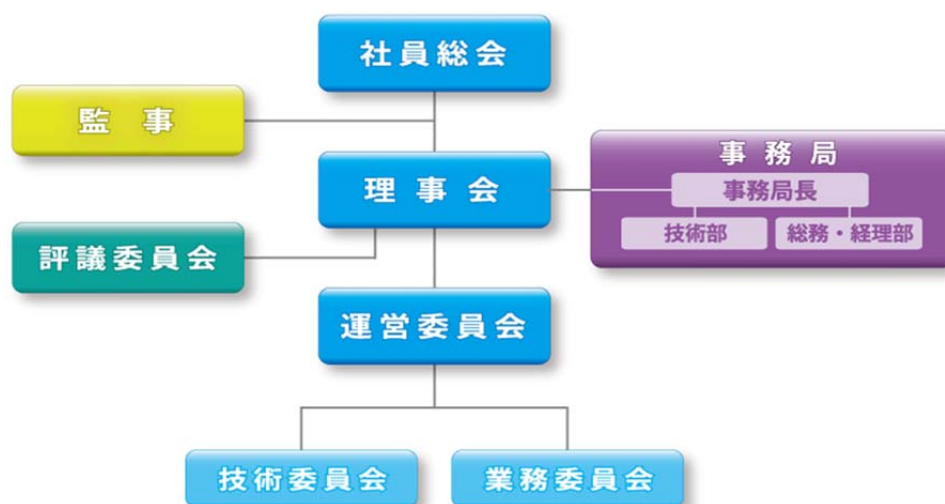 社員総会
監事
理事会
事務局
事務局長
技術部
総務・経理部
評議委員会
運営委員会
技術委員会
業務委員会